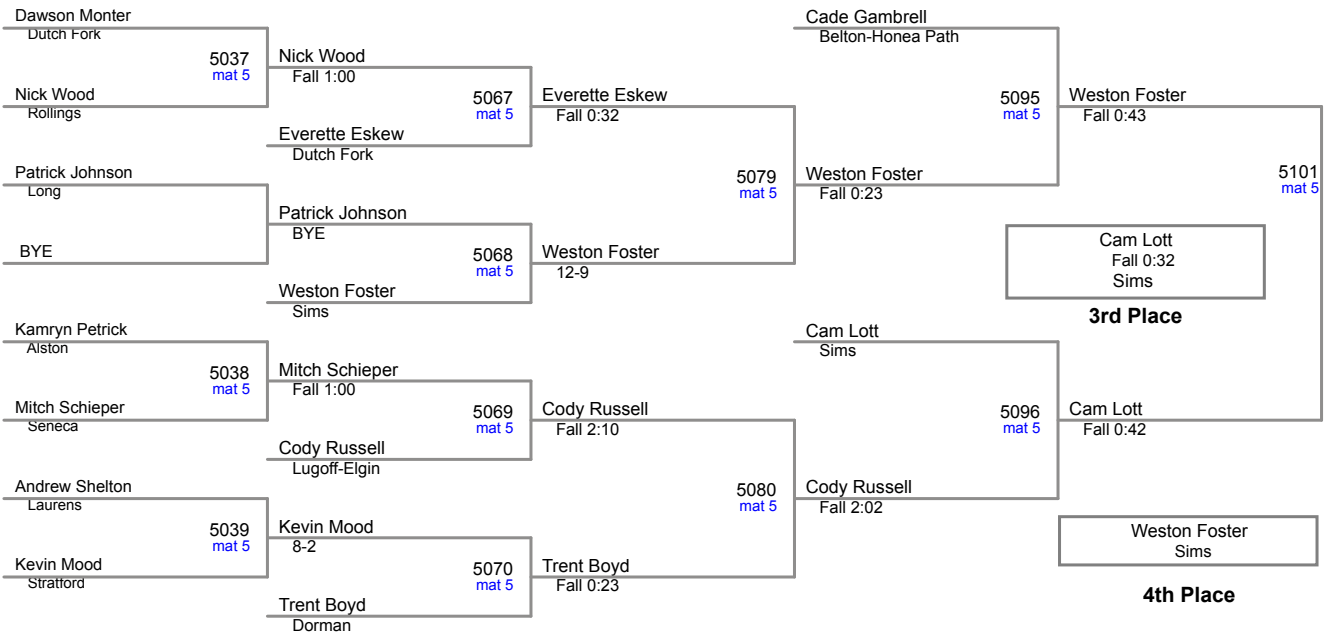 Dawson Monter
Dutch Fork
5037
mat 5
Nick Wood
Rollings
Patrick Johnson
Long
BYE
Kamryn Petrick
Alston
5038
mat 5
Mitch Schieper
Seneca
Andrew Shelton
Laurens
5039
mat 5
Kevin Mood
Stratford
Nick Wood
Fall 1:00
5067
mat 5
Everette Eskew
Dutch Fork
Patrick Johnson
BYE
5068
mat 5
Weston Foster
Sims
Mitch Schieper
Fall 1:00
5069
mat 5
Cody Russell
Lugoff-Elgin
Kevin Mood
8-2
5070
mat 5
Trent Boyd
Dorman
Everette Eskew
Fall 0:32
5079
mat 5
Weston Foster
12-9
Cody Russell
Fall 2:10
5080
mat 5
Trent Boyd
Fall 0:23
Cade Gambrell
Belton-Honea Path
5095
mat 5
Weston Foster
Fall 0:23
Cam Lott
Sims
5096
mat 5
Cody Russell
Fall 2:02
Weston Foster
Fall 0:43
5101
mat 5
Cam Lott
Fall 0:42
Cam Lott
Fall 0:32
Sims
3rd Place
Weston Foster
Sims
4th Place